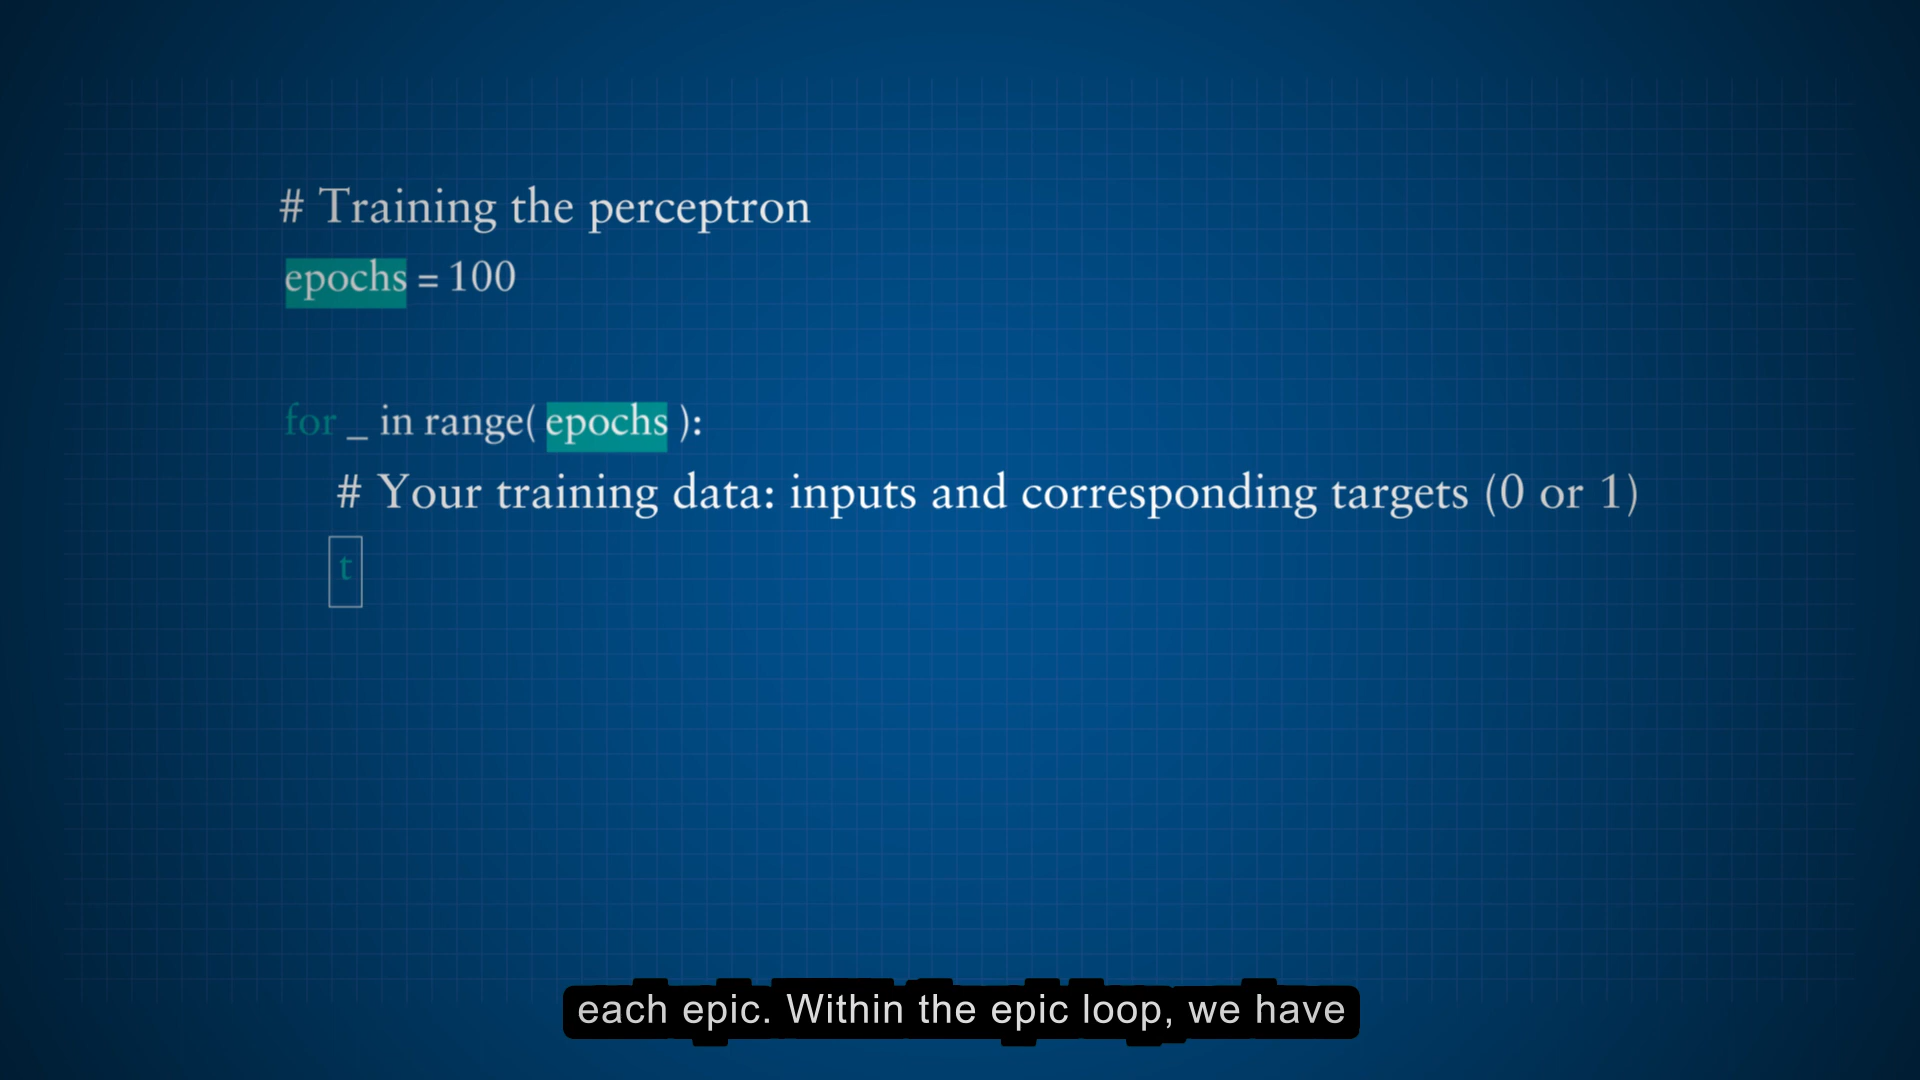 # Training the perceptron
epochs = 100
for _ in range( epochs ):
# Your training data: inputs and corresponding targets (0 or 1)
t
each epic. Within the epic loop, we have